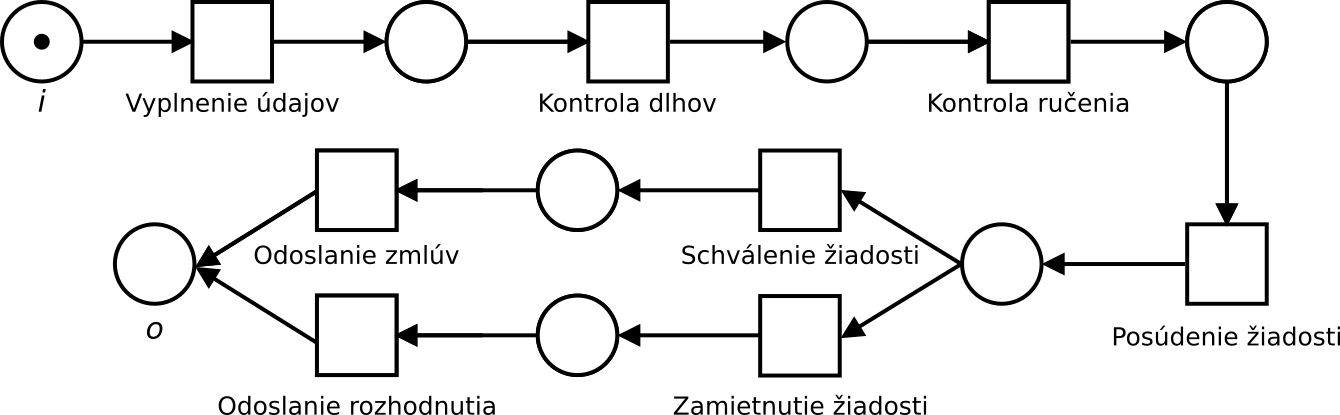 i
Vyplnenie údajov
Kontrola dlhov
Kontrola ručenia
Odoslanie zmlúv
Schválenie žiadosti
o
Posúdenie žiadosti
Odoslanie rozhodnutia
Zamietnutie žiadosti